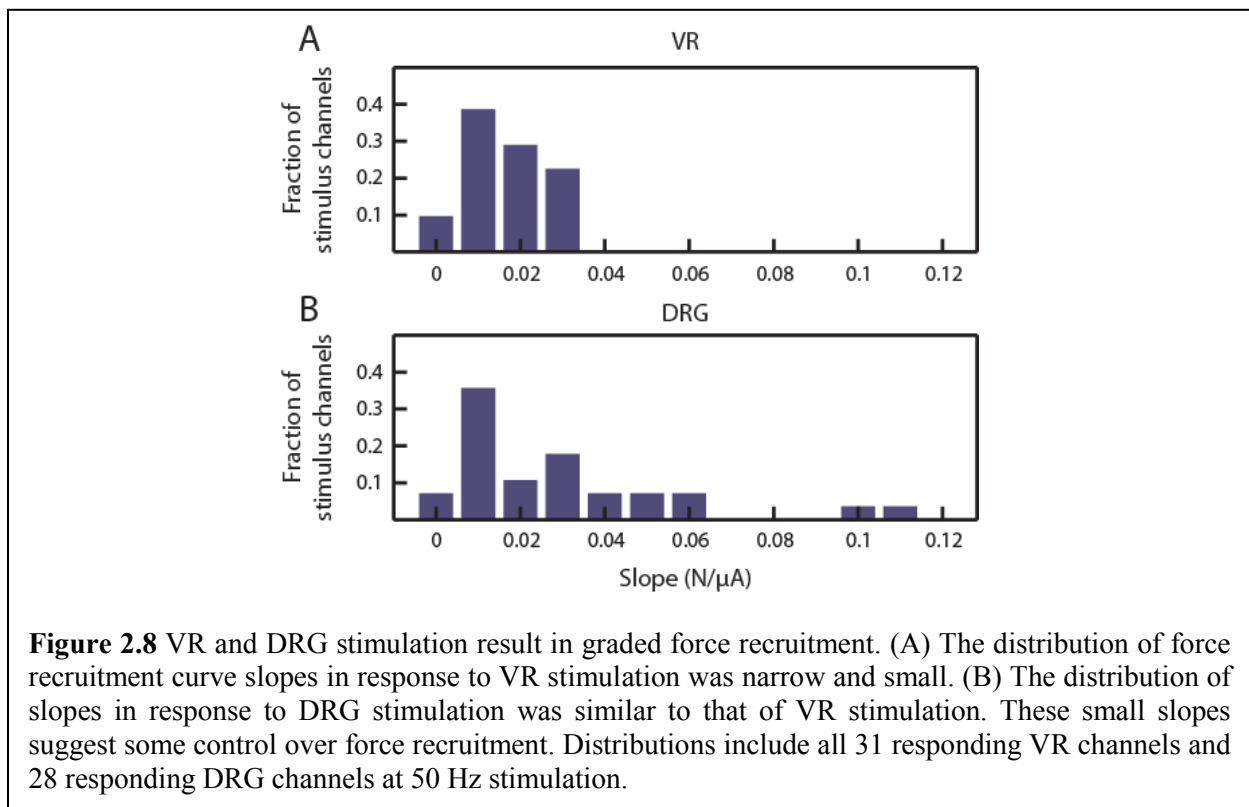 A
VR
Fraction of
stimulus channels
0.4
0.3
0.2
0.1
0 0.02 0.04 0.06 0.08 0.1 0.12
B
DRG
Fraction of
stimulus channels
0.4
0.3
0.2
0.1
0 0.02 0.04 0.06 0.08 0.1 0.12
Slope (N/μA)
Figure 2.8 VR and DRG stimulation result in graded force recruitment. (A) The distribution of force
recruitment curve slopes in response to VR stimulation was narrow and small. (B) The distribution of
slopes in response to DRG stimulation was similar to that of VR stimulation. These small slopes
suggest some control over force recruitment. Distributions include all 31 responding VR channels and
28 responding DRG channels at 50 Hz stimulation.